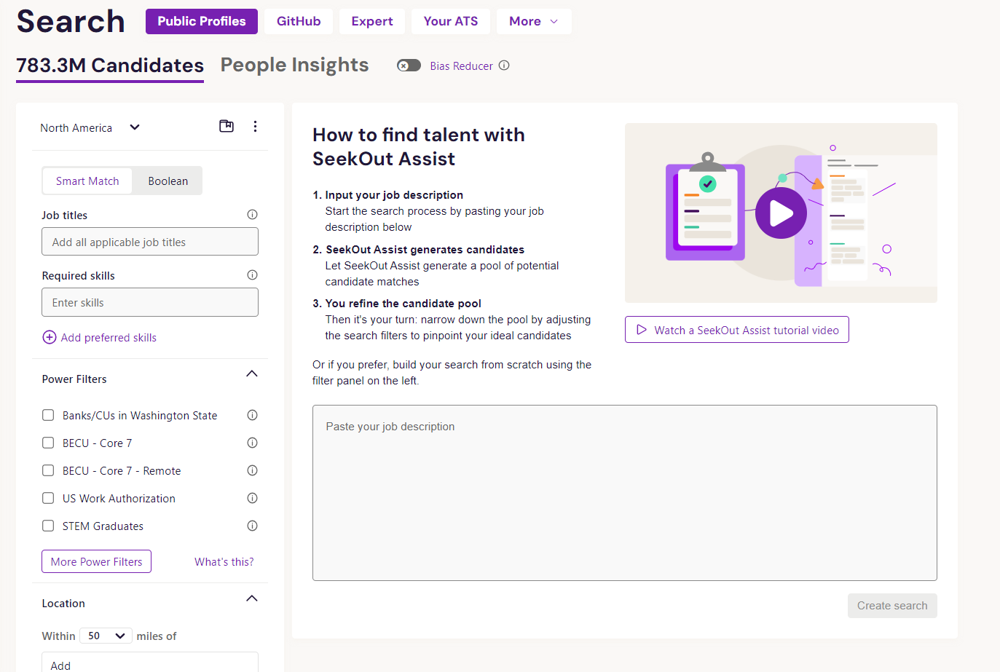 Search
Public Profiles
GitHub
Expert
Your ATS
More
783.3M Candidates
People Insights
Bias Reducer
North America
Smart Match
Boolean
Job titles
Add all applicable job titles
Required skills
Enter skills
Add preferred skills
Power Filters
Banks/CUs in Washington State
BECU - Core 7
BECU - Core 7 - Remote
US Work Authorization
STEM Graduates
More Power Filters
What's this?
Location
Within 50 miles of
Add
How to find talent with
SeekOut Assist
1. Input your job description
Start the search process by pasting your job
description below
2. SeekOut Assist generates candidates
Let SeekOut Assist generate a pool of potential
candidate matches
3. You refine the candidate pool
Then it's your turn: narrow down the pool by adjusting
the search filters to pinpoint your ideal candidates
Or if you prefer, build your search from scratch using the
filter panel on the left.
Watch a SeekOut Assist tutorial video
Paste your job description
Create search